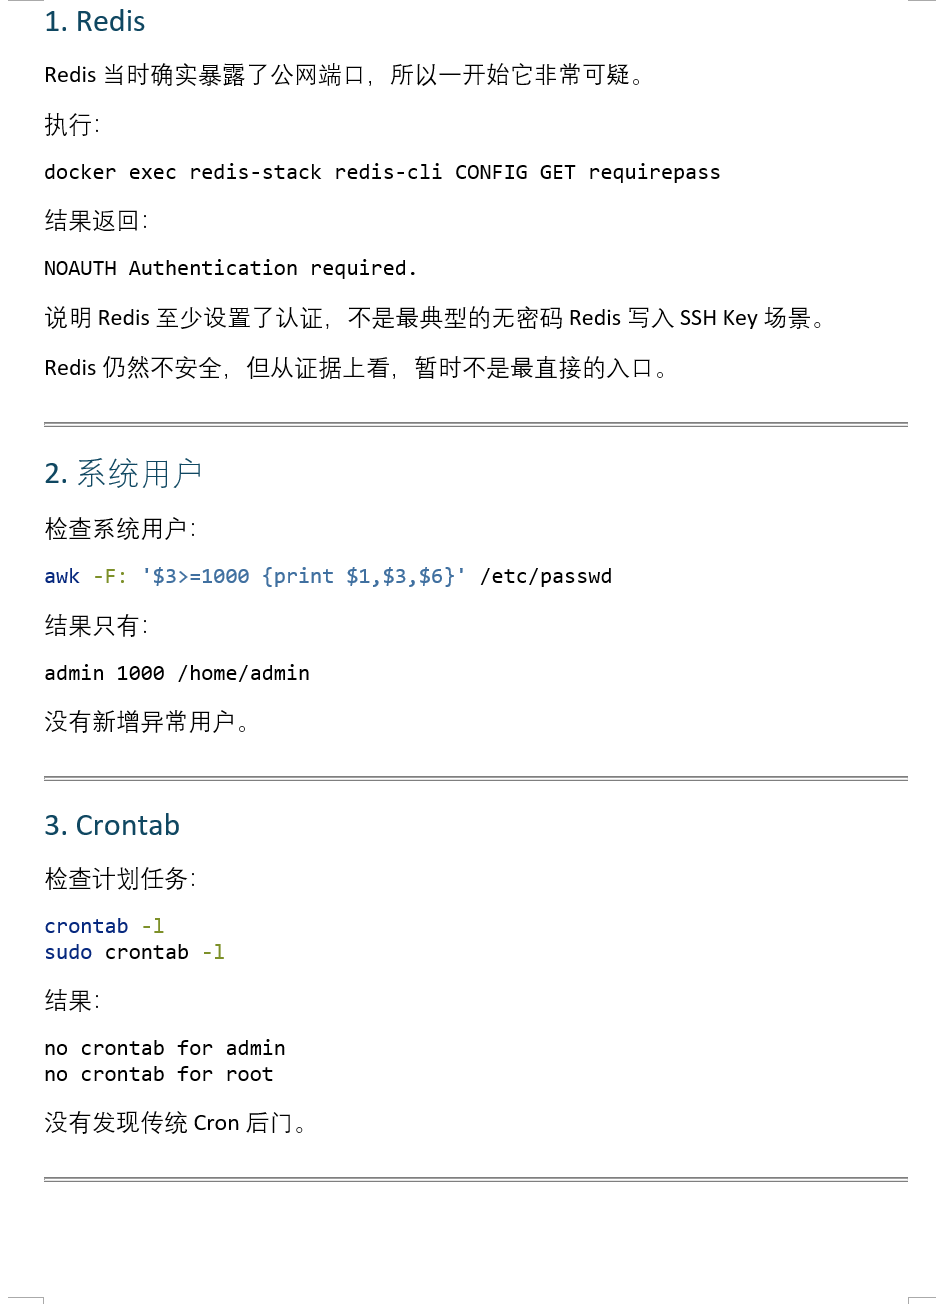 1. Redis
Redis 当时确实暴露了公网端口，所以一开始它非常可疑。
执行：
docker exec redis-stack redis-cli CONFIG GET requirepass
结果返回：
NOAUTH Authentication required.
说明 Redis 至少设置了认证，不是最典型的无密码 Redis 写入 SSH Key 场景。
Redis 仍然不安全，但从证据上看，暂时不是最直接的入口。
2. 系统用户
检查系统用户：
awk -F: '$3>=1000 {print $1,$3,$6}' /etc/passwd
结果只有：
admin 1000 /home/admin
没有新增异常用户。
3. Crontab
检查计划任务：
crontab -l
sudo crontab -l
结果：
no crontab for admin
no crontab for root
没有发现传统 Cron 后门。